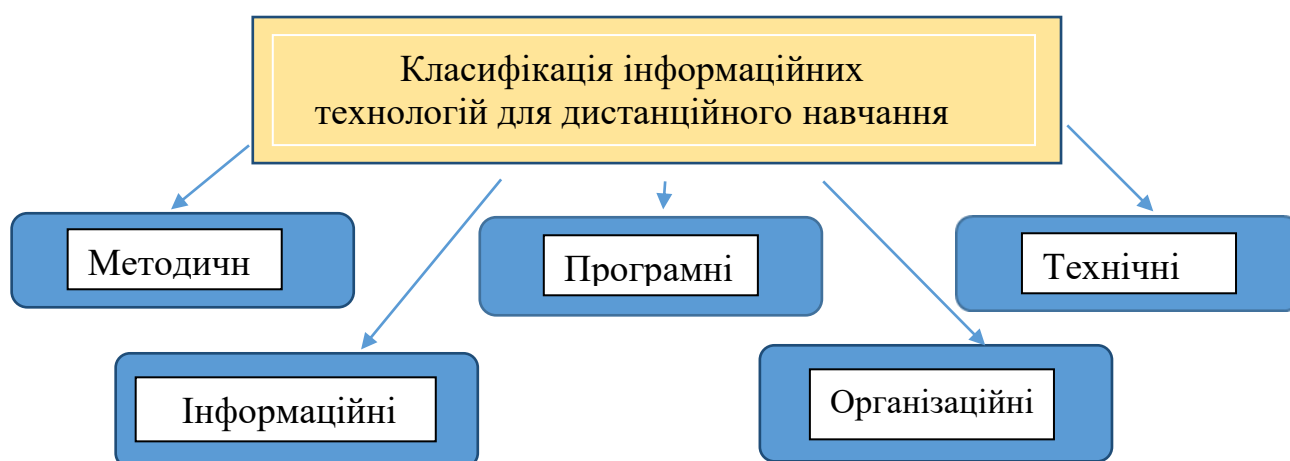 Класифікація інформаційних
технологій для дистанційного навчання
Методичн
Програмні
Технічні
Інформаційні
Організаційні